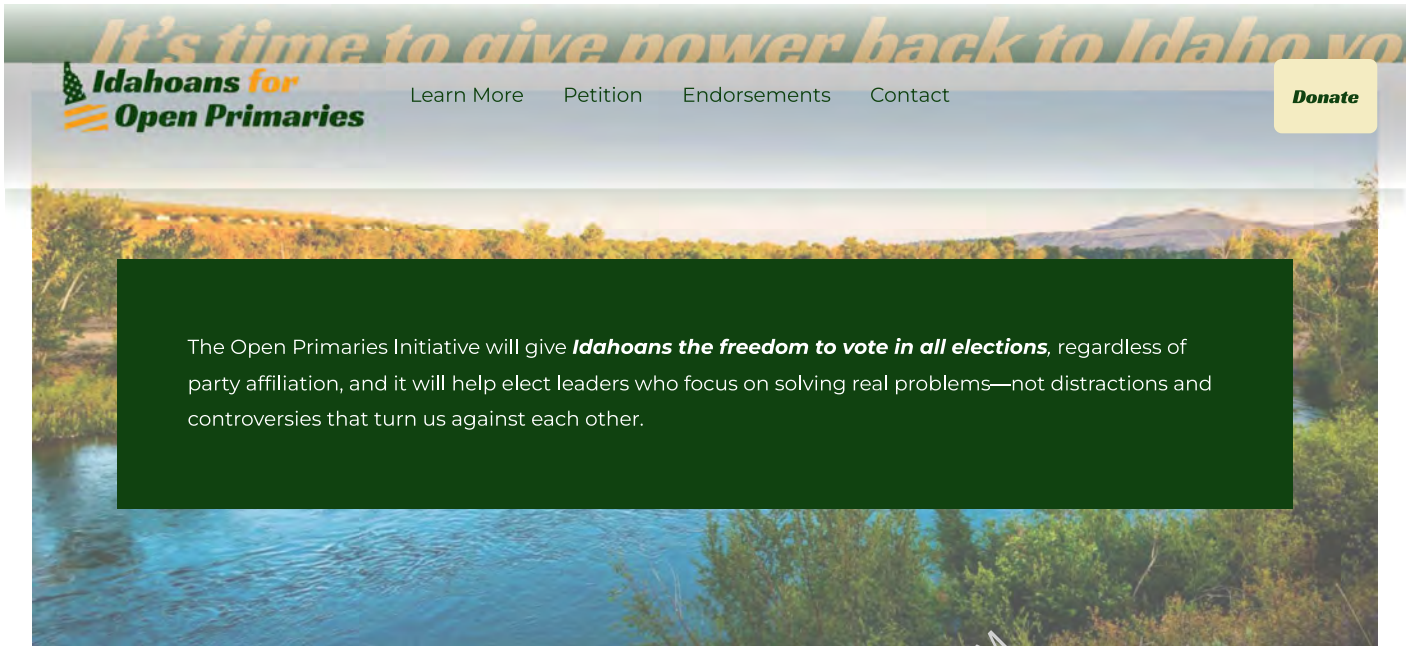 It's time to give power back to Idaho vo
Idahoans for
Open Primaries
Learn More
Petition
Endorsements
Contact
Donate
The Open Primaries Initiative will give Idahoans the freedom to vote in all elections, regardless of
party affiliation, and it will help elect leaders who focus on solving real problems—not distractions and
controversies that turn us against each other.